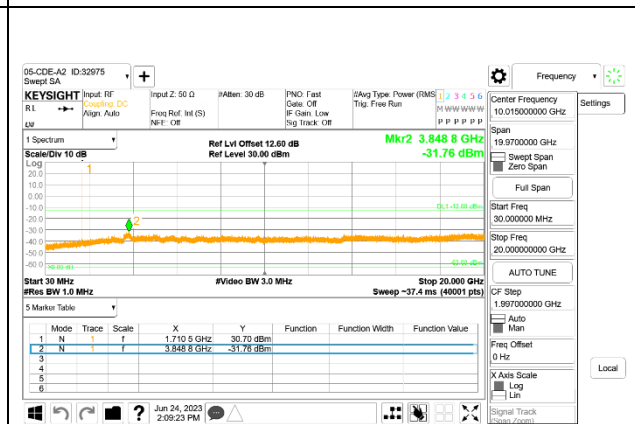 05-CDE-A2 ID:32975
Swept SA
Frequency
Settings
KEYSIGHT
Input: RF
Input Z: 50 Ω
#Atten: 30 dB
PNO: Fast
#Avg Type: Power (RMS
1 2 3 4 5 6
RL
Coupling: DC
Gate: Off
Trig: Free Run
M W W W W W
Align: Auto
Freq Ref: Int (S)
IF Gain: Low
NFE: Off
Sig Track: Off
P P P P P P
1 Spectrum
Ref Lvl Offset 12.60 dB
Mkr2 3.848 8 GHz
Scale/Div 10 dB
Ref Level 30.00 dBm
-31.76 dBm
Log
1
20.0
10.0
0.00
-10.0
-20.0
2
-30.0
-40.0
-50.0
-60.0
Start 30 MHz
#Video BW 3.0 MHz
Stop 20.000 GHz
#Res BW 1.0 MHz
Sweep ~37.4 ms (40001 pts)
5 Marker Table
Mode Trace Scale X Y Function Function Width Function Value
1 N 1 f 1.710 5 GHz 30.70 dBm
2 N 1 f 3.848 8 GHz -31.76 dBm
3
4
5
6
Jun 24, 2023
2:09:23 PM
Center Frequency
10.015000000 GHz
Span
19.9700000 GHz
Swept Span
Zero Span
Full Span
Start Freq
30.000000 MHz
Stop Freq
20.000000000 GHz
AUTO TUNE
CF Step
1.997000000 GHz
Auto
Man
Freq Offset
0 Hz
X Axis Scale
Log
Lin
Local
Signal Track
(Span Zoom)